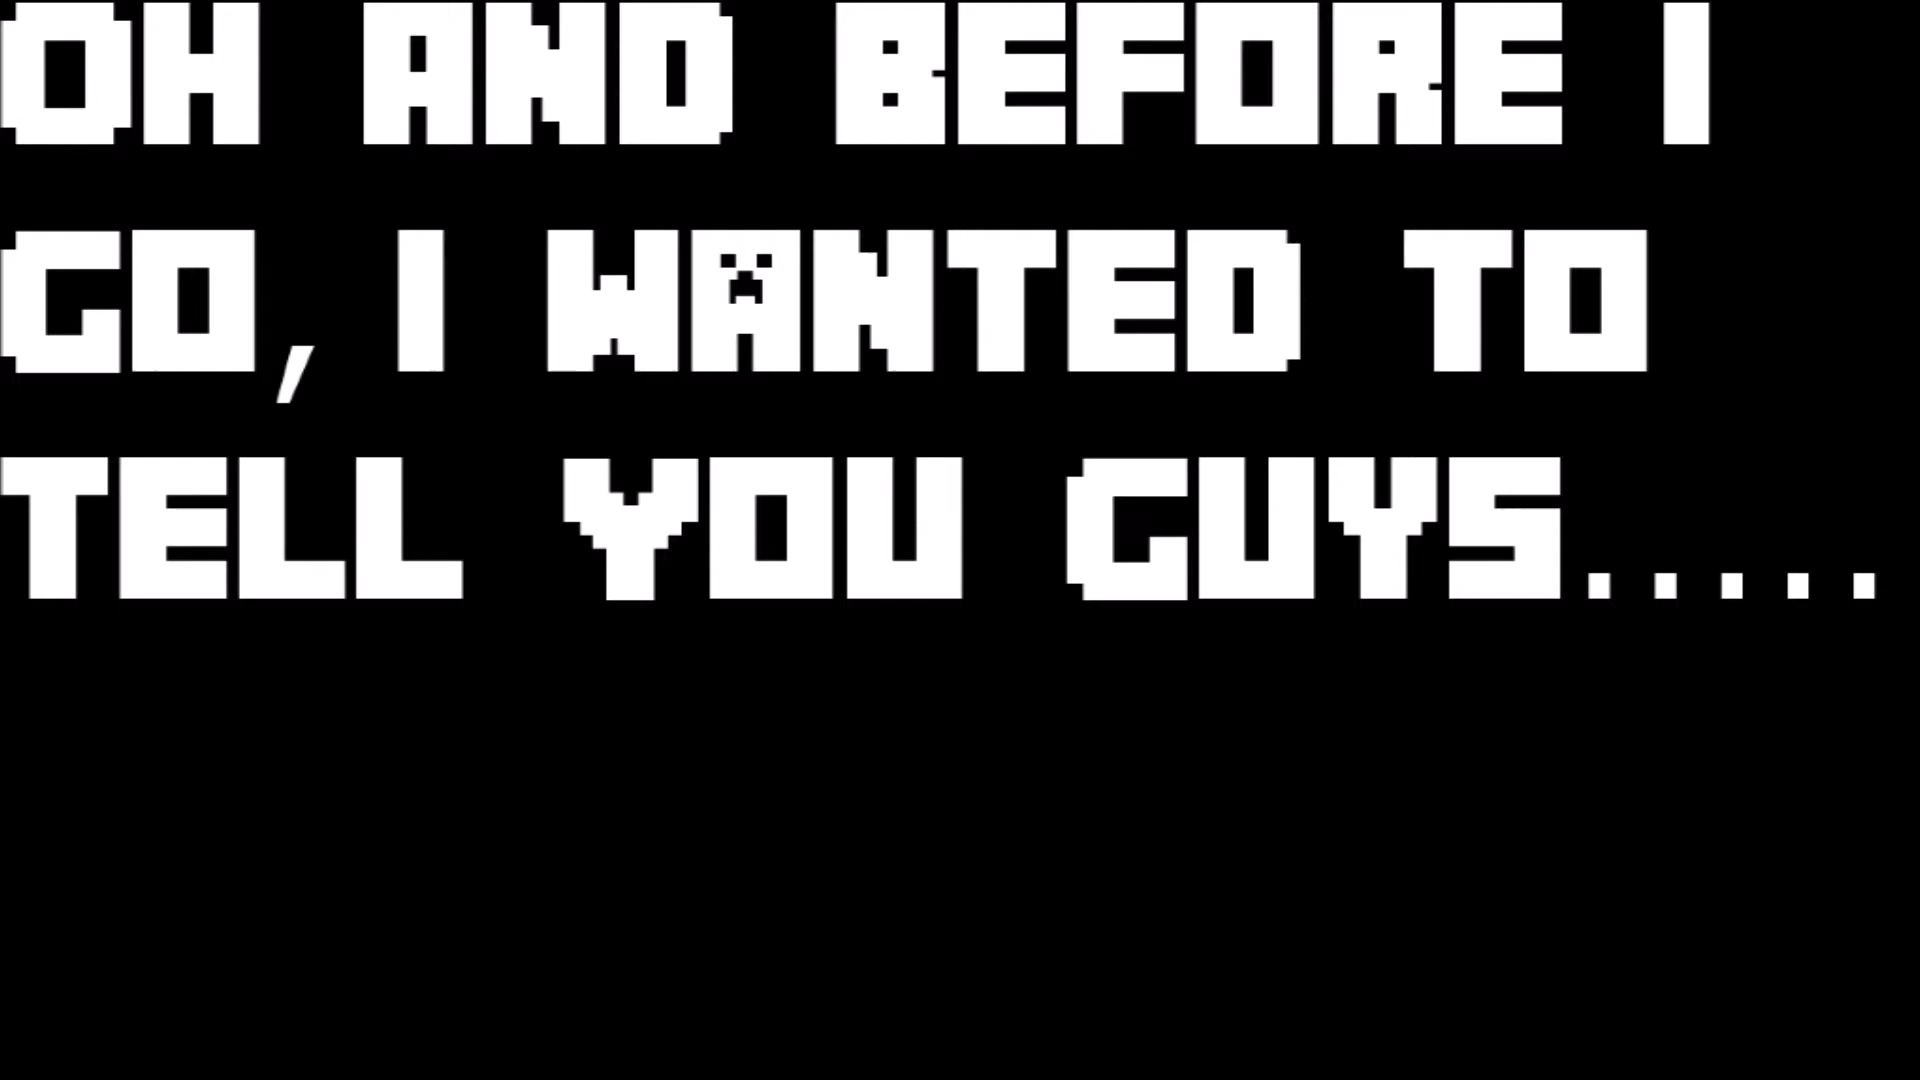 OH AND BEFORE I
GO, I WANTED TO
TELL YOU GUYS.....